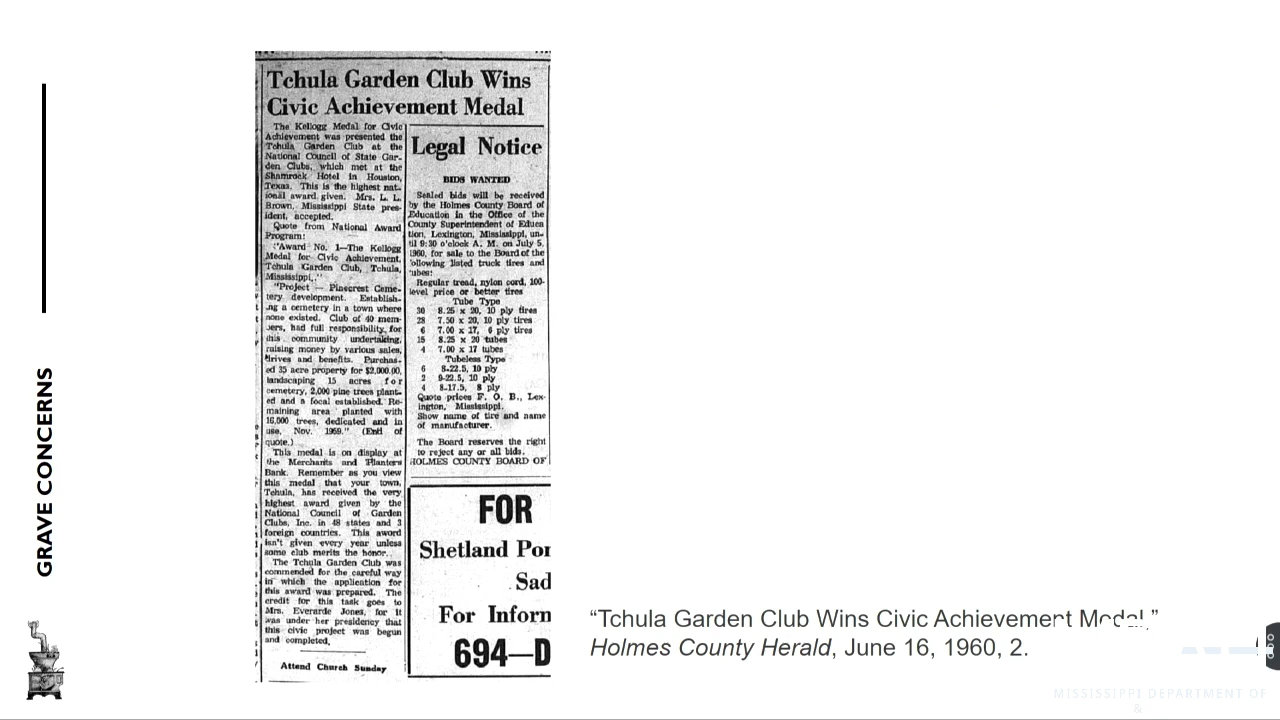 GRAVE CONCERNS
Tchula Garden Club Wins
Civic Achievement Medal
The Kellogg Medal for Civic
Achievement was presented the
Tchula Garden Club at the
National Council of State Gar-
den Clubs, which met at the
Shamrock Hotel in Houston,
Texas. This is the highest nat-
ional award given. Mrs. L. L.
Brown, Mississippi State pres-
ident, accepted.
Quote from National Award
Program:
"Award No. 1—The Kellogg
Medal for Civic Achievement,
Tchula Garden Club, Tchula,
Mississippi,."
"Project — Pinecrest Ceme-
tery development. Establish-
ing a cemetery in a town where
none existed. Club of 40 mem-
bers, had full responsibility for
this community undertaking,
raising money by various sales,
drives and benefits. Purchas-
ed 35 acre property for $2,000.00,
landscaping 15 acres for
cemetery, 2,000 pine trees plant-
ed and a focal established. Re-
maining area planted with
16,000 trees, dedicated and in
use, Nov. 1959." (End of
quote.)
This medal is on display at
the Merchants and Planters
Bank. Remember as you view
this medal that your town,
Tchula, has received the very
highest award given by the
National Council of Garden
Clubs, Inc. in 48 states and 3
foreign countries. This award
isn't given every year unless
some club merits the honor.
The Tchula Garden Club was
commended for the careful way
in which the application for
this award was prepared. The
credit for this task goes to
Mrs. Everarde Jones, for it
was under her presidency that
this civic project was begun
and completed.
Attend Church Sunday
Legal Notice
BIDS WANTED
Sealed bids will be received
by the Holmes County Board of
Education in the Office of the
County Superintendent of Educa
tion, Lexington, Mississippi, un-
til 9:30 o'clock A. M. on July 5,
1960, for sale to the Board of the
following listed truck tires and
tubes:
Regular tread, nylon cord, 100-
level price or better tires
Tube Type
30 8.25 x 20, 10 ply tires
28 7.50 x 20, 10 ply tires
6 7.00 x 17, 6 ply tires
15 8.25 x 20 tubes
4 7.00 x 17 tubes
Tubeless Type
6 8-22.5, 10 ply
2 9-22.5, 10 ply
4 8-17.5, 8 ply
Quote prices F. O. B., Lex-
ington, Mississippi.
Show name of tire and name
of manufacturer.
The Board reserves the right
to reject any or all bids.
HOLMES COUNTY BOARD OF
FOR
Shetland Por
Sad
For Inform
694—D
“Tchula Garden Club Wins Civic Achievement Medal,”
Holmes County Herald, June 16, 1960, 2.
MISSISSIPPI DEPARTMENT OF
&